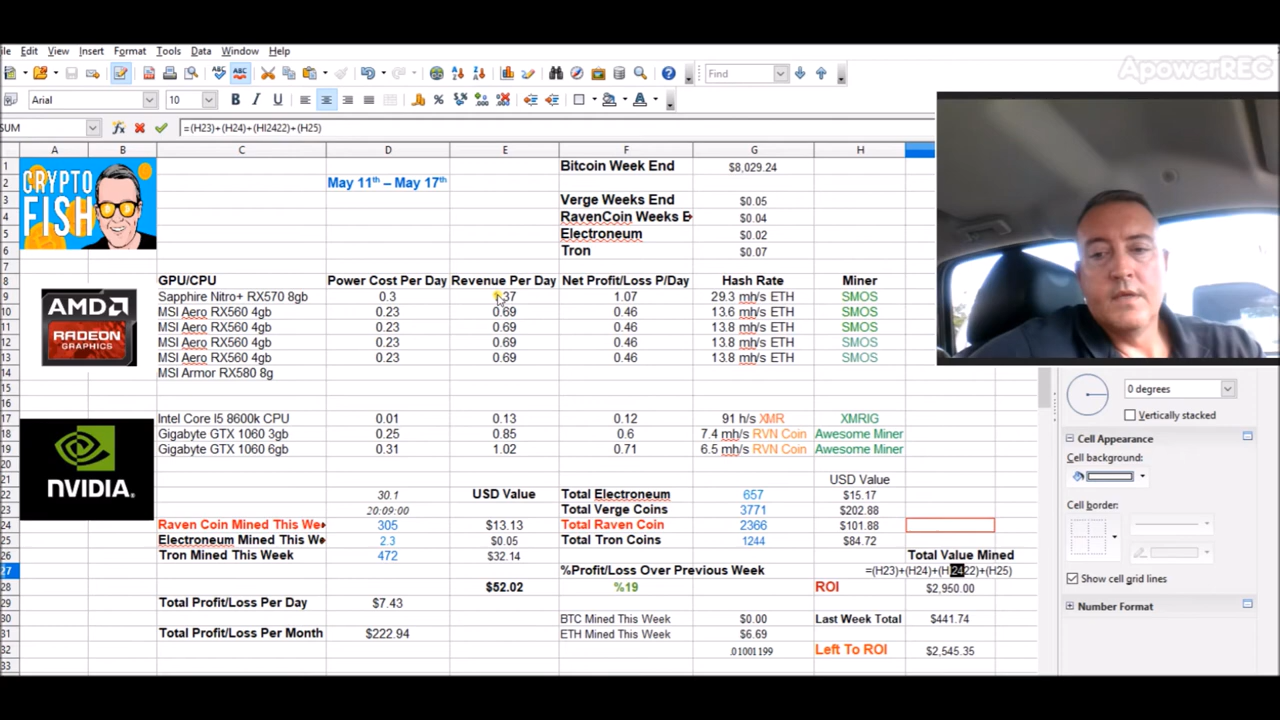 ApowerREC
Edit View Insert Format Tools Data Window Help
Find
Arial 10 B I U
SUM =(H23)+(H24)+(HI2422)+(H25)
A B C D E F G H
1 Bitcoin Week End $8,029.24
2 May 11th – May 17th
3 Verge Weeks End $0.05
4 RavenCoin Weeks E $0.04
5 Electroneum $0.02
6 Tron $0.07
7
8 GPU/CPU Power Cost Per Day Revenue Per Day Net Profit/Loss P/Day Hash Rate Miner
9 Sapphire Nitro+ RX570 8gb 0.3 1.37 1.07 29.3 mh/s ETH SMOS
10 MSI Aero RX560 4gb 0.23 0.69 0.46 13.6 mh/s ETH SMOS
11 MSI Aero RX560 4gb 0.23 0.69 0.46 13.8 mh/s ETH SMOS
12 MSI Aero RX560 4gb 0.23 0.69 0.46 13.2 mh/s ETH SMOS
13 MSI Aero RX560 4gb 0.23 0.69 0.46 13.8 mh/s ETH SMOS
14 MSI Armor RX580 8g
15
16
17 Intel Core I5 8600k CPU 0.01 0.13 0.12 91 h/s XMR XMRIG
18 Gigabyte GTX 1060 3gb 0.25 0.85 0.6 7.4 mh/s RVN Coin Awesome Miner
19 Gigabyte GTX 1060 6gb 0.31 1.02 0.71 6.5 mh/s RVN Coin Awesome Miner
20
21 USD Value
22 30.1 USD Value Total Electroneum 657 $15.17
23 20:09:00 Total Verge Coins 3771 $202.88
24 Raven Coin Mined This We 305 $13.13 Total Raven Coin 2366 $101.88
25 Electroneum Mined This W 2.3 $0.05 Total Tron Coins 1244 $84.72
26 Tron Mined This Week 472 $32.14 Total Value Mined
27 %Profit/Loss Over Previous Week =(H23)+(H24)+(HI2422)+(H25)
28 $52.02 %19 ROI $2,950.00
29 Total Profit/Loss Per Day $7.43
30 BTC Mined This Week $0.00 Last Week Total $441.74
31 Total Profit/Loss Per Month $222.94 ETH Mined This Week $6.69
32 .01001199 Left To ROI $2,545.35
33
CRYPTO
FISH
AMD
RADEON
GRAPHICS
NVIDIA.
0 degrees
Vertically stacked
Cell Appearance
Cell background:
Cell border:
Show cell grid lines
Number Format